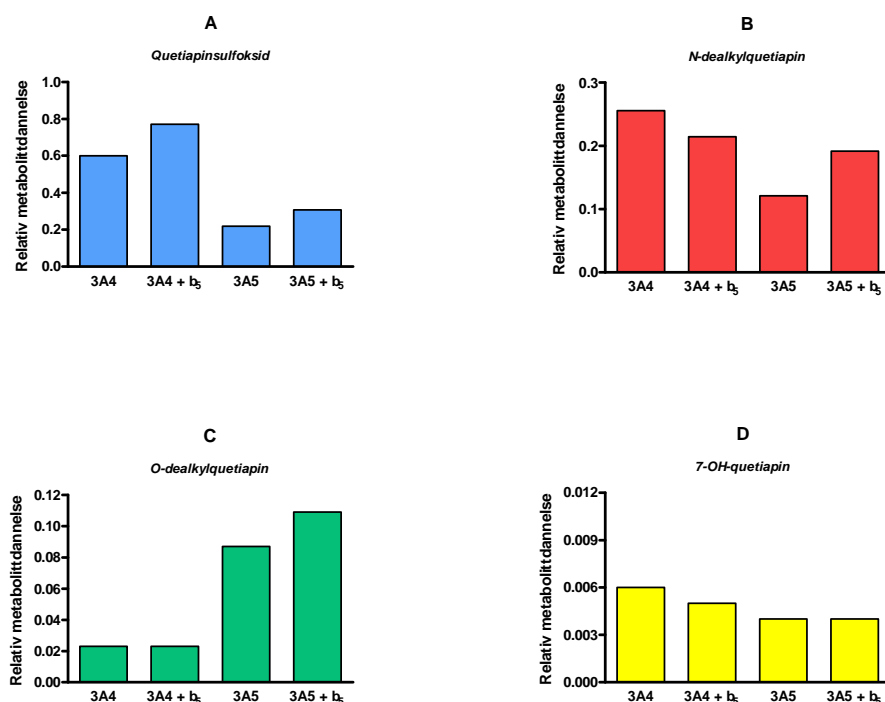 A
Quetiapinsulfoksid
Relativ metabolittdannelse
1.0
0.8
0.6
0.4
0.2
0.0
3A4
3A4 + b5
3A5
3A5 + b5
B
N-dealkylquetiapin
Relativ metabolittdannelse
0.3
0.2
0.1
0.0
3A4
3A4 + b5
3A5
3A5 + b5
C
O-dealkylquetiapin
Relativ metabolittdannelse
0.12
0.10
0.08
0.06
0.04
0.02
0.00
3A4
3A4 + b5
3A5
3A5 + b5
D
7-OH-quetiapin
Relativ metabolittdannelse
0.012
0.009
0.006
0.003
0.000
3A4
3A4 + b5
3A5
3A5 + b5